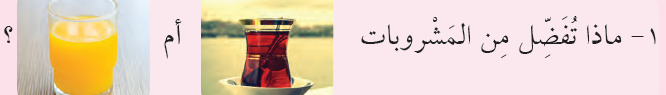 ١- ماذا تُفَضِّل مِن المَشْروبات أم ؟